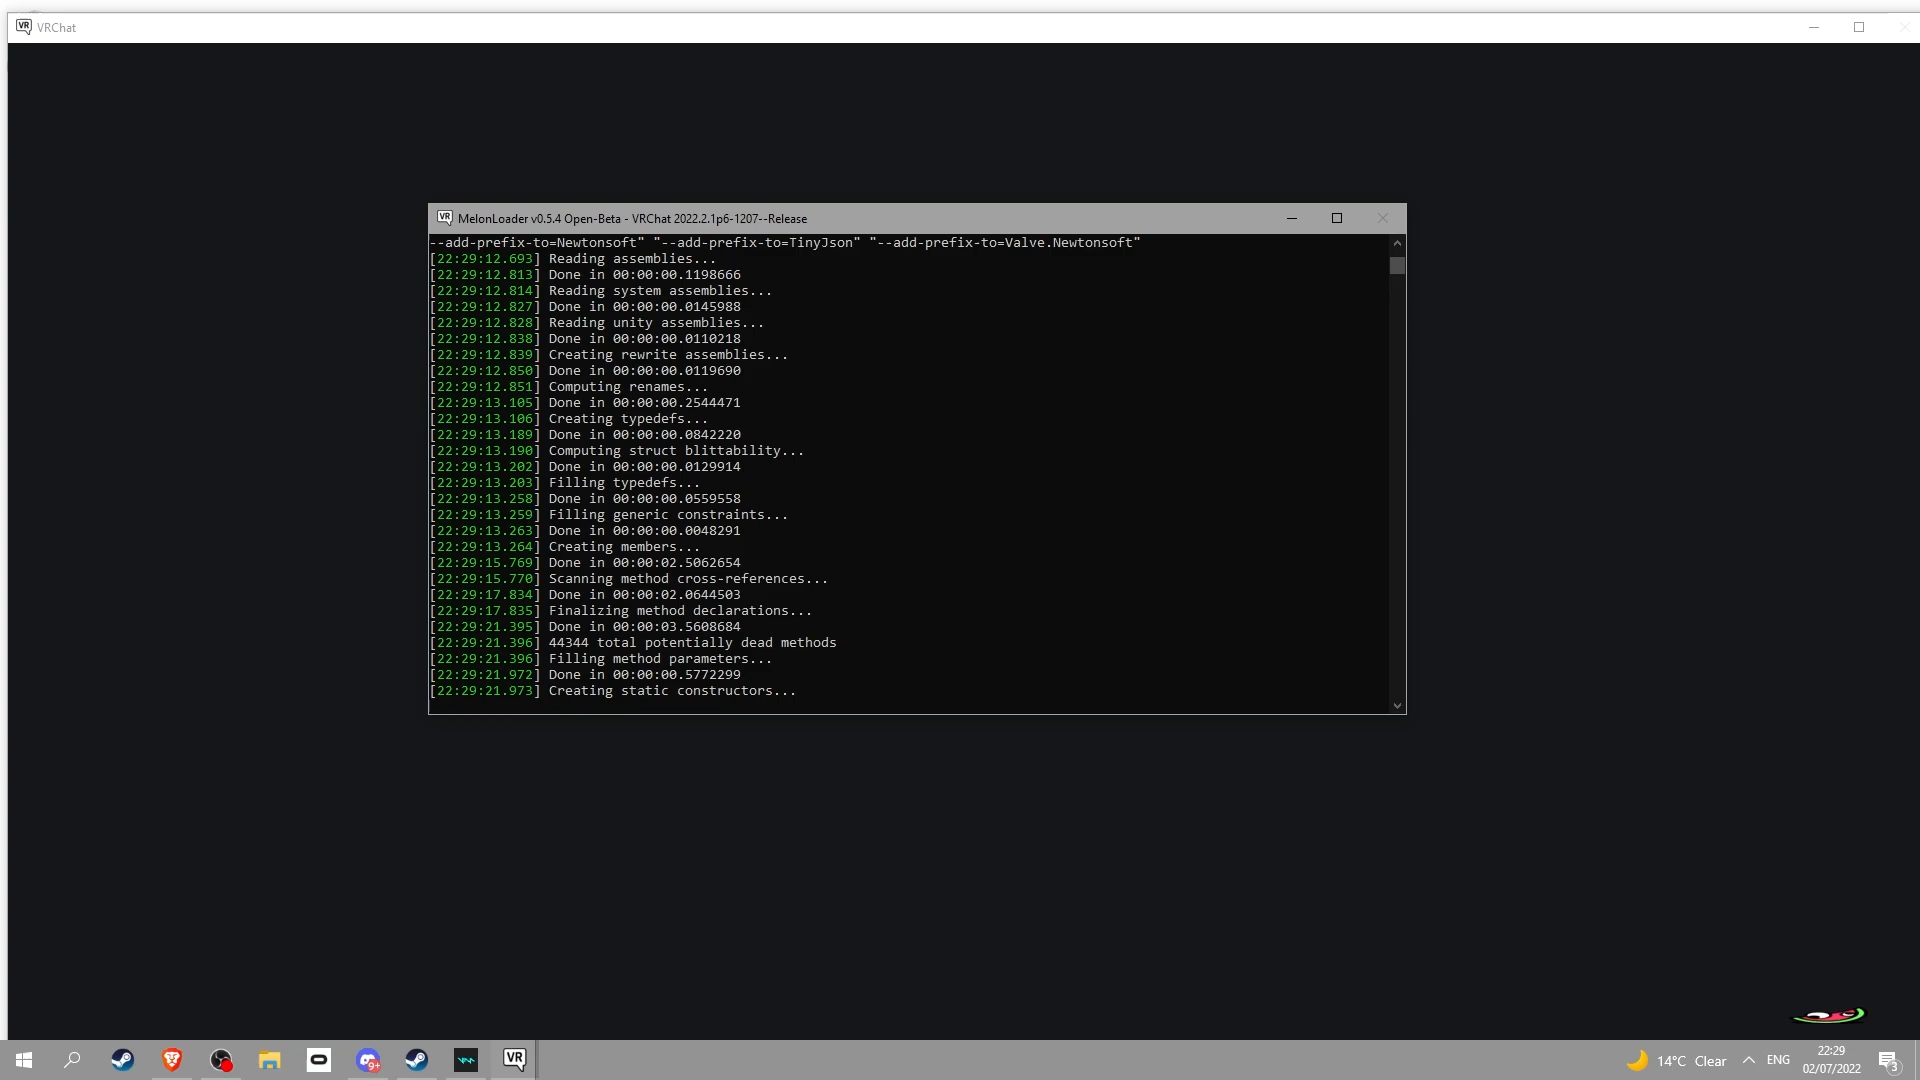 VRChat
MelonLoader v0.5.4 Open-Beta - VRChat 2022.2.1p6-1207--Release
--add-prefix-to=Newtonsoft" "--add-prefix-to=TinyJson" "--add-prefix-to=Valve.Newtonsoft"
[22:29:12.693] Reading assemblies...
[22:29:12.813] Done in 00:00:00.1198666
[22:29:12.814] Reading system assemblies...
[22:29:12.827] Done in 00:00:00.0145988
[22:29:12.828] Reading unity assemblies...
[22:29:12.838] Done in 00:00:00.0110218
[22:29:12.839] Creating rewrite assemblies...
[22:29:12.850] Done in 00:00:00.0119690
[22:29:12.851] Computing renames...
[22:29:13.105] Done in 00:00:00.2544471
[22:29:13.106] Creating typedefs...
[22:29:13.189] Done in 00:00:00.0842220
[22:29:13.190] Computing struct blittability...
[22:29:13.202] Done in 00:00:00.0129914
[22:29:13.203] Filling typedefs...
[22:29:13.258] Done in 00:00:00.0559558
[22:29:13.259] Filling generic constraints...
[22:29:13.263] Done in 00:00:00.0048291
[22:29:13.264] Creating members...
[22:29:15.769] Done in 00:00:02.5062654
[22:29:15.770] Scanning method cross-references...
[22:29:17.834] Done in 00:00:02.0644503
[22:29:17.835] Finalizing method declarations...
[22:29:21.395] Done in 00:00:03.5608684
[22:29:21.396] 44344 total potentially dead methods
[22:29:21.396] Filling method parameters...
[22:29:21.972] Done in 00:00:00.5772299
[22:29:21.973] Creating static constructors...
9+
VR
14°C Clear
ENG
22:29
02/07/2022
3